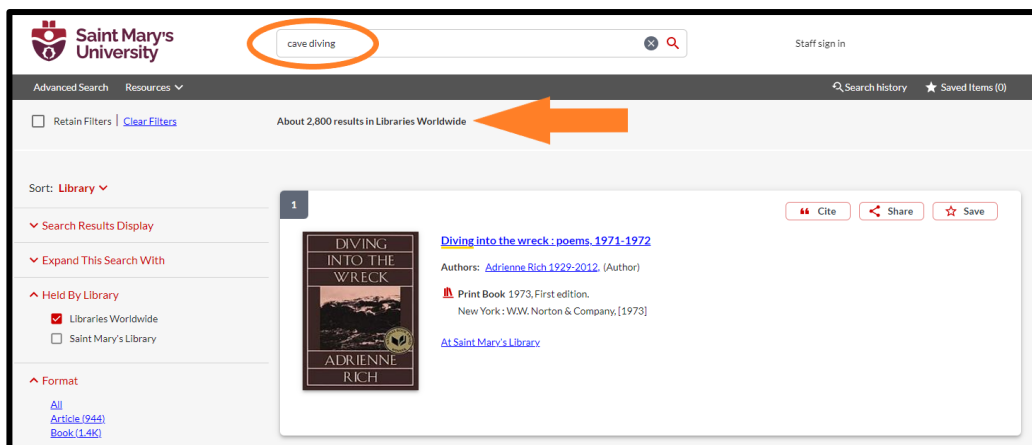 Saint Mary's
University
cave diving
Staff sign in
Advanced Search Resources
Search history Saved Items (0)
Retain Filters | Clear Filters
About 2,800 results in Libraries Worldwide
Sort: Library
Search Results Display
Expand This Search With
Held By Library
Libraries Worldwide
Saint Mary's Library
Format
All
Article (944)
Book (1.4K)
1
Cite Share Save
DIVING
INTO THE
WRECK
ADRIENNE
RICH
Diving into the wreck : poems, 1971-1972
Authors: Adrienne Rich 1929-2012, (Author)
Print Book 1973, First edition.
New York : W.W. Norton & Company, [1973]
At Saint Mary's Library